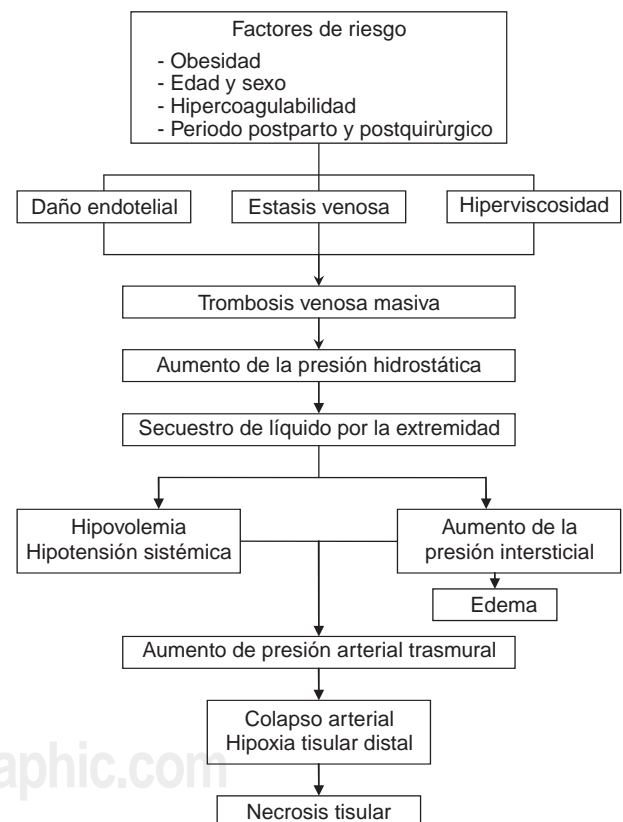 Factores de riesgo
- Obesidad
- Edad y sexo
- Hipercoagulabilidad
- Periodo postparto y postquirùrgico
Daño endotelial
Estasis venosa
Hiperviscosidad
Trombosis venosa masiva
Aumento de la presión hidrostática
Secuestro de líquido por la extremidad
Hipovolemia
Hipotensión sistémica
Aumento de la
presión intersticial
Edema
Aumento de presión arterial trasmural
Colapso arterial
Hipoxia tisular distal
aphic.com
Necrosis tisular